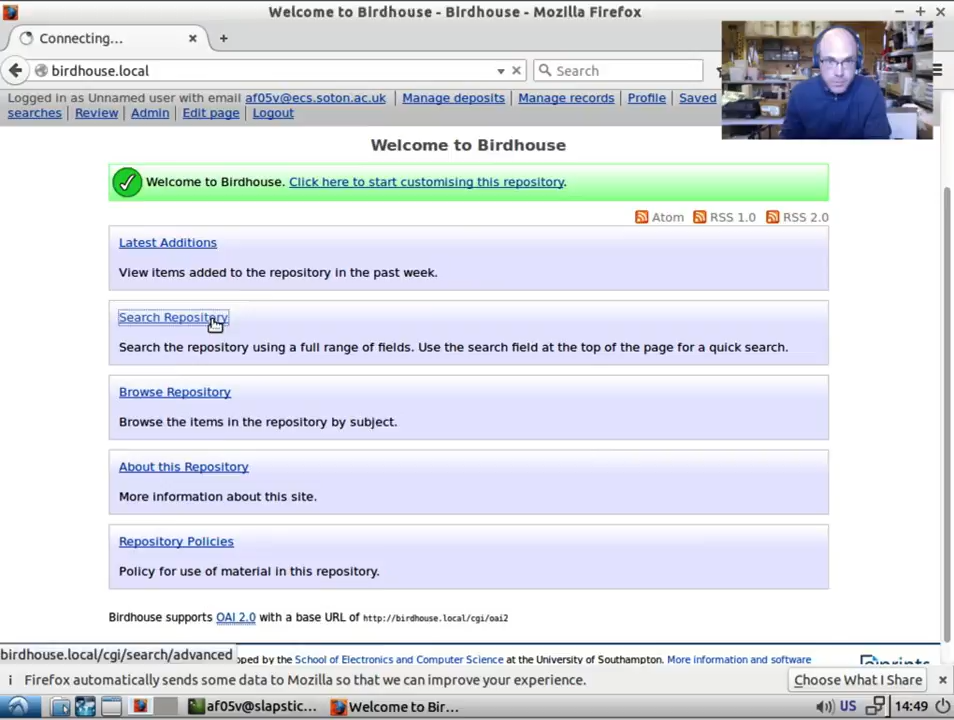 Welcome to Birdhouse - Birdhouse - Mozilla Firefox
Connecting...
birdhouse.local
Search
Logged in as Unnamed user with email af05v@ecs.soton.ac.uk | Manage deposits | Manage records | Profile | Saved
searches | Review | Admin | Edit page | Logout
Welcome to Birdhouse
Welcome to Birdhouse. Click here to start customising this repository.
Atom RSS 1.0 RSS 2.0
Latest Additions
View items added to the repository in the past week.
Search Repository
Search the repository using a full range of fields. Use the search field at the top of the page for a quick search.
Browse Repository
Browse the items in the repository by subject.
About this Repository
More information about this site.
Repository Policies
Policy for use of material in this repository.
Birdhouse supports OAI 2.0 with a base URL of http://birdhouse.local/cgi/oai2
birdhouse.local/cgi/search/advanced
by the School of Electronics and Computer Science at the University of Southampton. More information and software
Firefox automatically sends some data to Mozilla so that we can improve your experience.
Choose What I Share
af05v@slapstic...
Welcome to Bir...
US
14:49